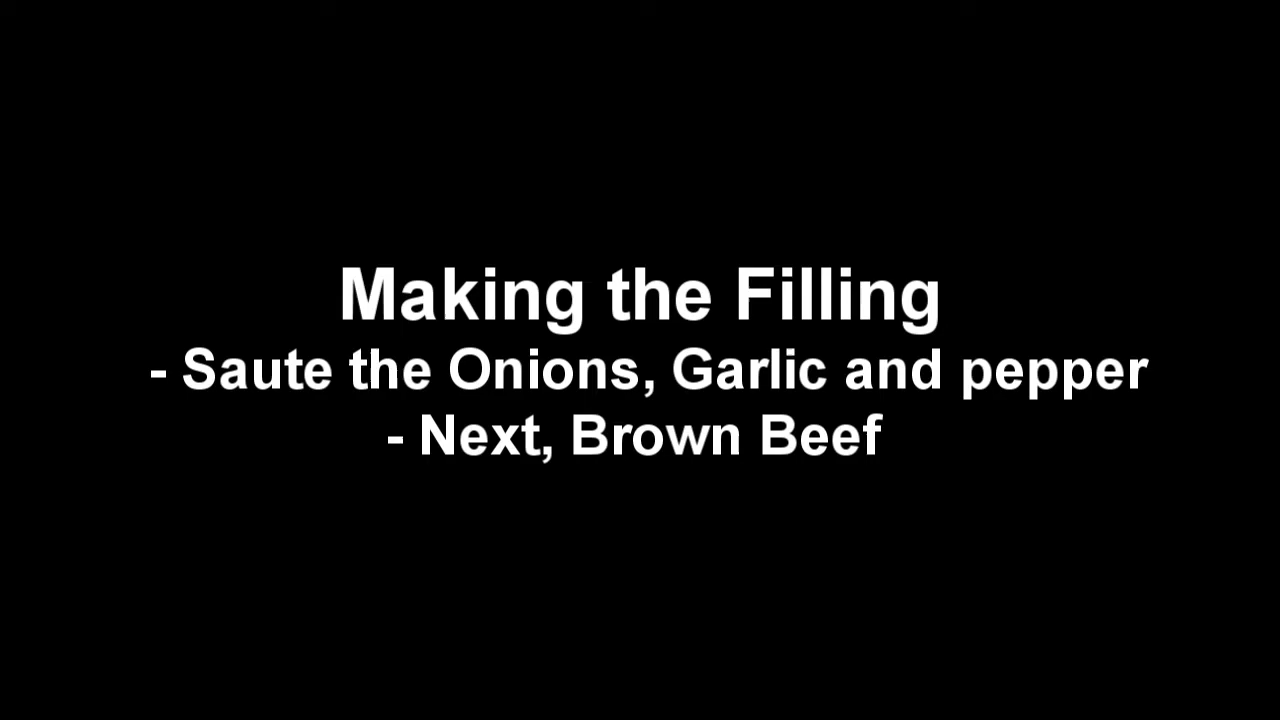 Making the Filling
- Saute the Onions, Garlic and pepper
- Next, Brown Beef